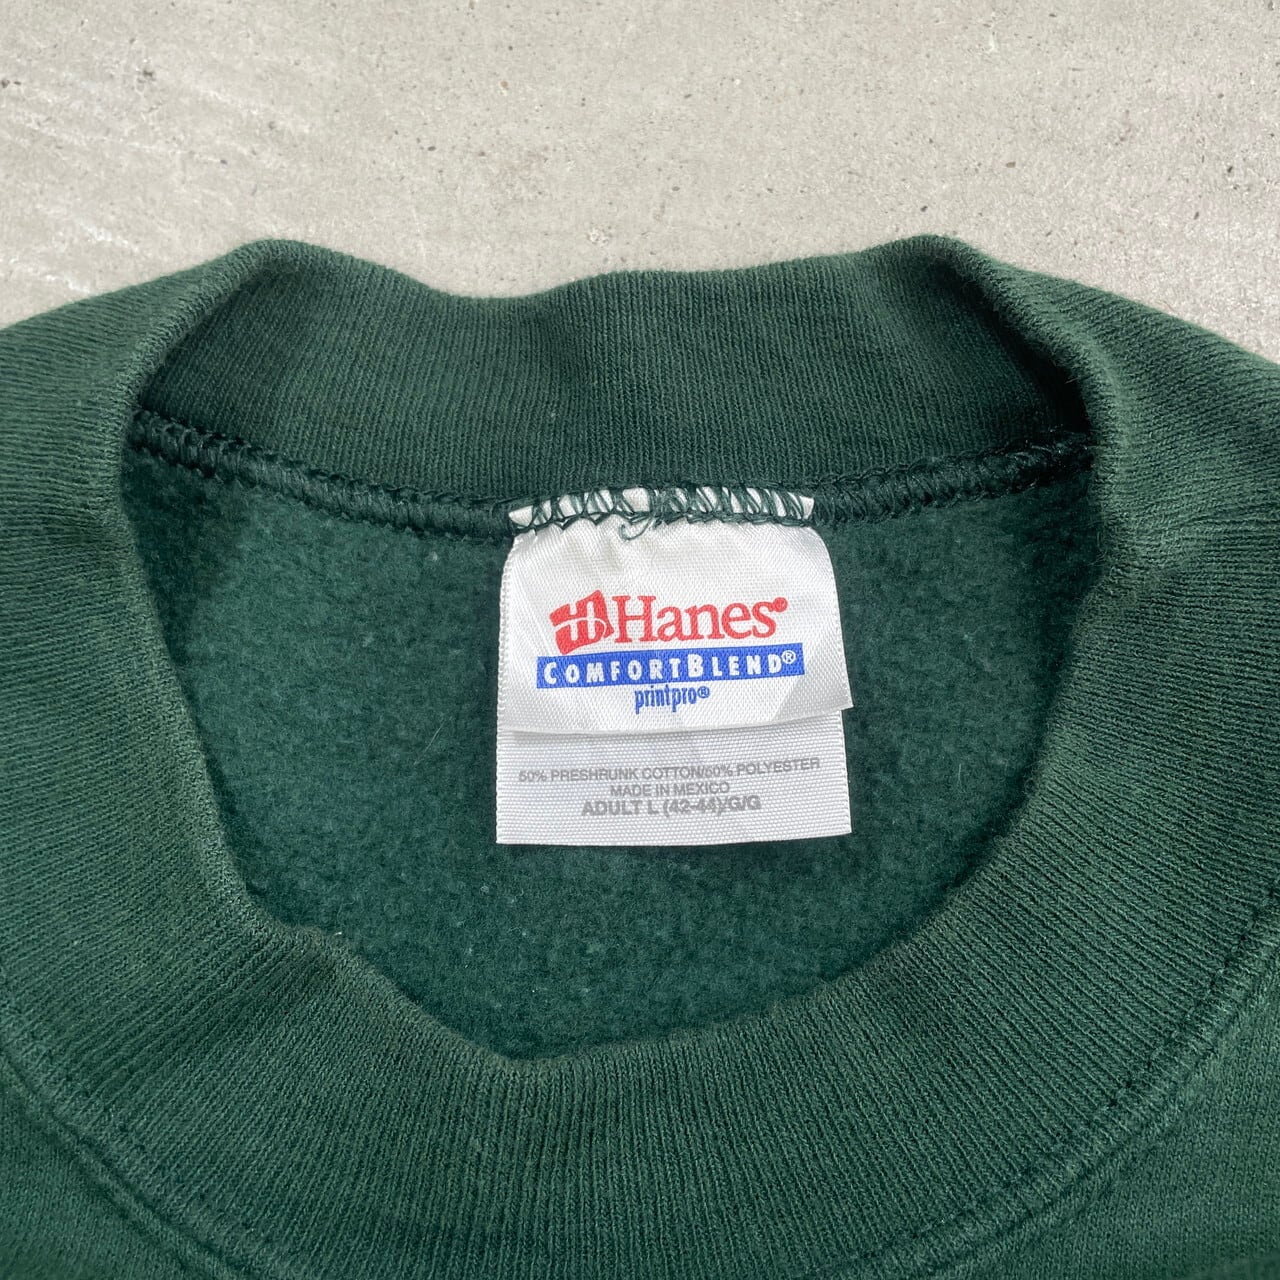 Hanes
COMFORTBLEND®
printpro®
50% PRESHRUNK COTTON/50% POLYESTER
MADE IN MEXICO
ADULT L (42-44)/G/G